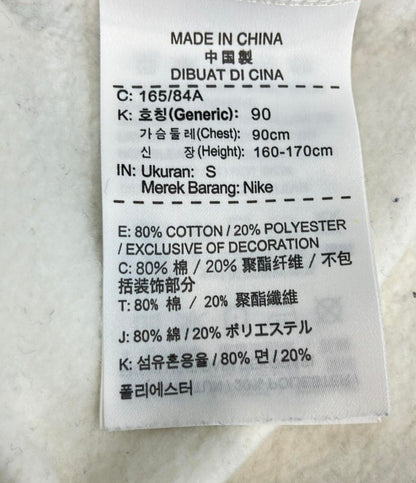 MADE IN CHINA
中国製
DIBUAT DI CINA
C: 165/84A
K: 호칭(Generic): 90
가슴둘레(Chest): 90cm
신 장(Height): 160-170cm
IN: Ukuran: S
Merek Barang: Nike
E: 80% COTTON / 20% POLYESTER
/ EXCLUSIVE OF DECORATION
C: 80% 棉 / 20% 聚酯纤维 / 不包
括装饰部分
T: 80% 棉 / 20% 聚酯纖維
J: 80% 綿 / 20% ポリエステル
K: 섬유혼용율 / 80% 면 / 20%
폴리에스터